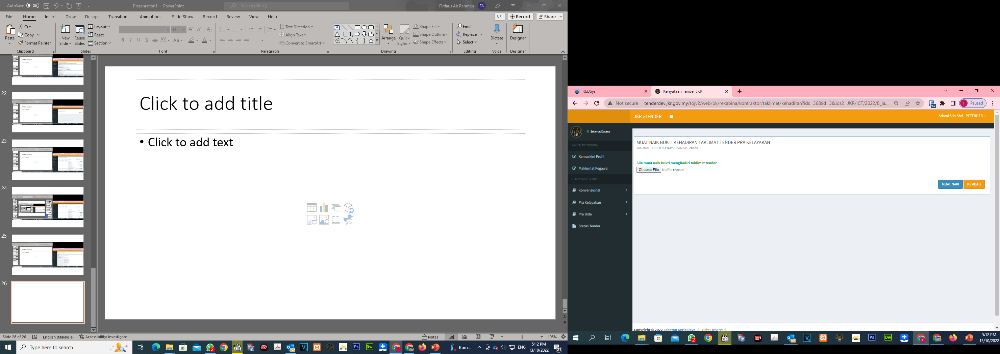 AutoSave Off
Presentation1 - PowerPoint
Search (Alt+Q)
Firdaus Ab Rahman FA
File Home Insert Draw Design Transitions Animations Slide Show Record Review View Help
Record Share
Paste
Cut
Copy
Format Painter
Clipboard
New Slide
Reuse Slides
Layout
Reset
Section
Slides
44
B I U S ab AV Aa A
Font
Text Direction
Align Text
Convert to SmartArt
Paragraph
Arrange
Quick Styles
Shape Fill
Shape Outline
Shape Effects
Drawing
Find
Replace
Select
Editing
Dictate
Voice
Designer
Designer
22
23
24
25
26
Click to add title
• Click to add text
Slide 26 of 26 English (Malaysia) Accessibility: Investigate
Notes 105%
Type here to search
Rain... ENG 5:12 PM
13/10/2022 21
REDSys
Kenyataan Tender JKR
Not secure tenderdev.jkr.gov.my/tojv2/web/pk/rekabina/kontraktor/taklimat/kehadiran?ids=36&id=3&ids2=JKR/ICT/2022/B_la...
9+ I Paused
JKR eTENDER
Adami Sdn Bhd - PETENDER
Selamat Datang
PROFIL PENGGUNA
Kemaskini Profil
Maklumat Pegawai
KENYATAAN TENDER
Konvensional
Pra Kelayakan
Pra Bida
Status Tender
MUAT NAIK BUKTI KEHADIRAN TAKLIMAT TENDER PRA KELAYAKAN
TAKLIMAT TENDER NO:JKR/ICT/2022/B_latihan
Sila muat naik bukti menghadiri taklimat tender
Choose File No file chosen
MUAT NAIK KEMBALI
Copyright © 2022 Jabatan Kerja Raya. All rights reserved.
5:12 PM
13/10/2022